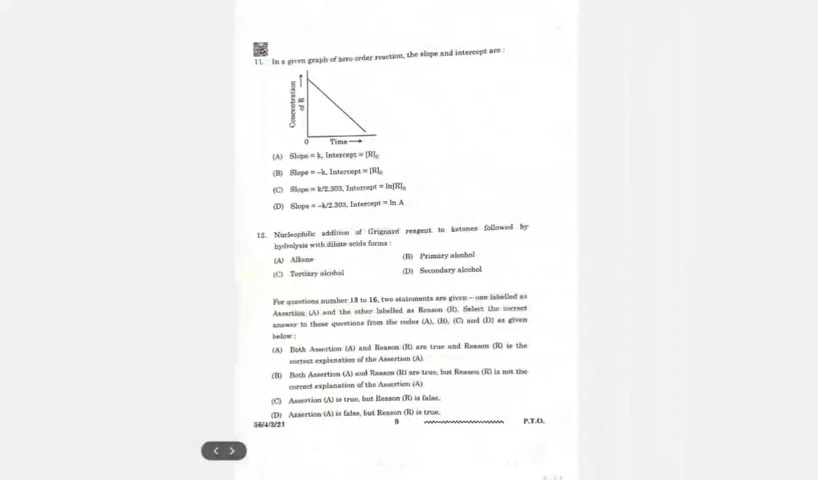 11. In a given graph of zero order reaction, the slope and intercept are :
Concentration
of R
0 Time
(A) Slope = k, Intercept = [R]₀
(B) Slope = –k, Intercept = [R]₀
(C) Slope = k/2.303, Intercept = ln[R]₀
(D) Slope = –k/2.303, Intercept = ln A
12. Nucleophilic addition of Grignard reagent to ketones followed by
hydrolysis with dilute acids forms :
(A) Alkene (B) Primary alcohol
(C) Tertiary alcohol (D) Secondary alcohol
For questions number 13 to 16, two statements are given – one labelled as
Assertion (A) and the other labelled as Reason (R). Select the correct
answer to these questions from the codes (A), (B), (C) and (D) as given
below :
(A) Both Assertion (A) and Reason (R) are true and Reason (R) is the
correct explanation of the Assertion (A).
(B) Both Assertion (A) and Reason (R) are true, but Reason (R) is not the
correct explanation of the Assertion (A).
(C) Assertion (A) is true, but Reason (R) is false.
(D) Assertion (A) is false, but Reason (R) is true.
56/4/3/21 9 P.T.O.